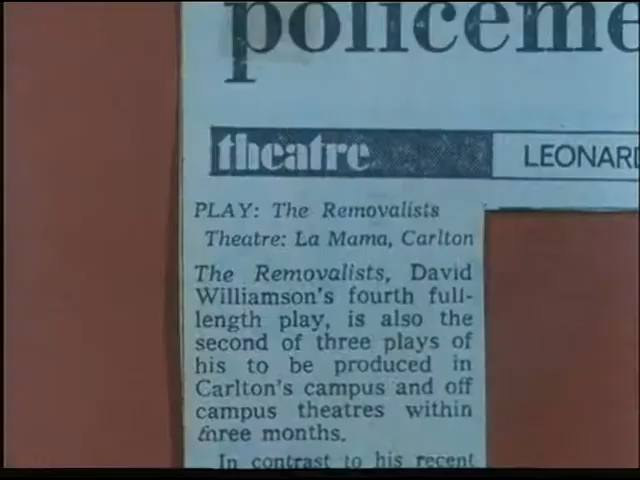 policeme
theatre
LEONARD
PLAY: The Removalists
Theatre: La Mama, Carlton
The Removalists, David
Williamson's fourth full-
length play, is also the
second of three plays of
his to be produced in
Carlton's campus and off
campus theatres within
three months.
In contrast to his recent